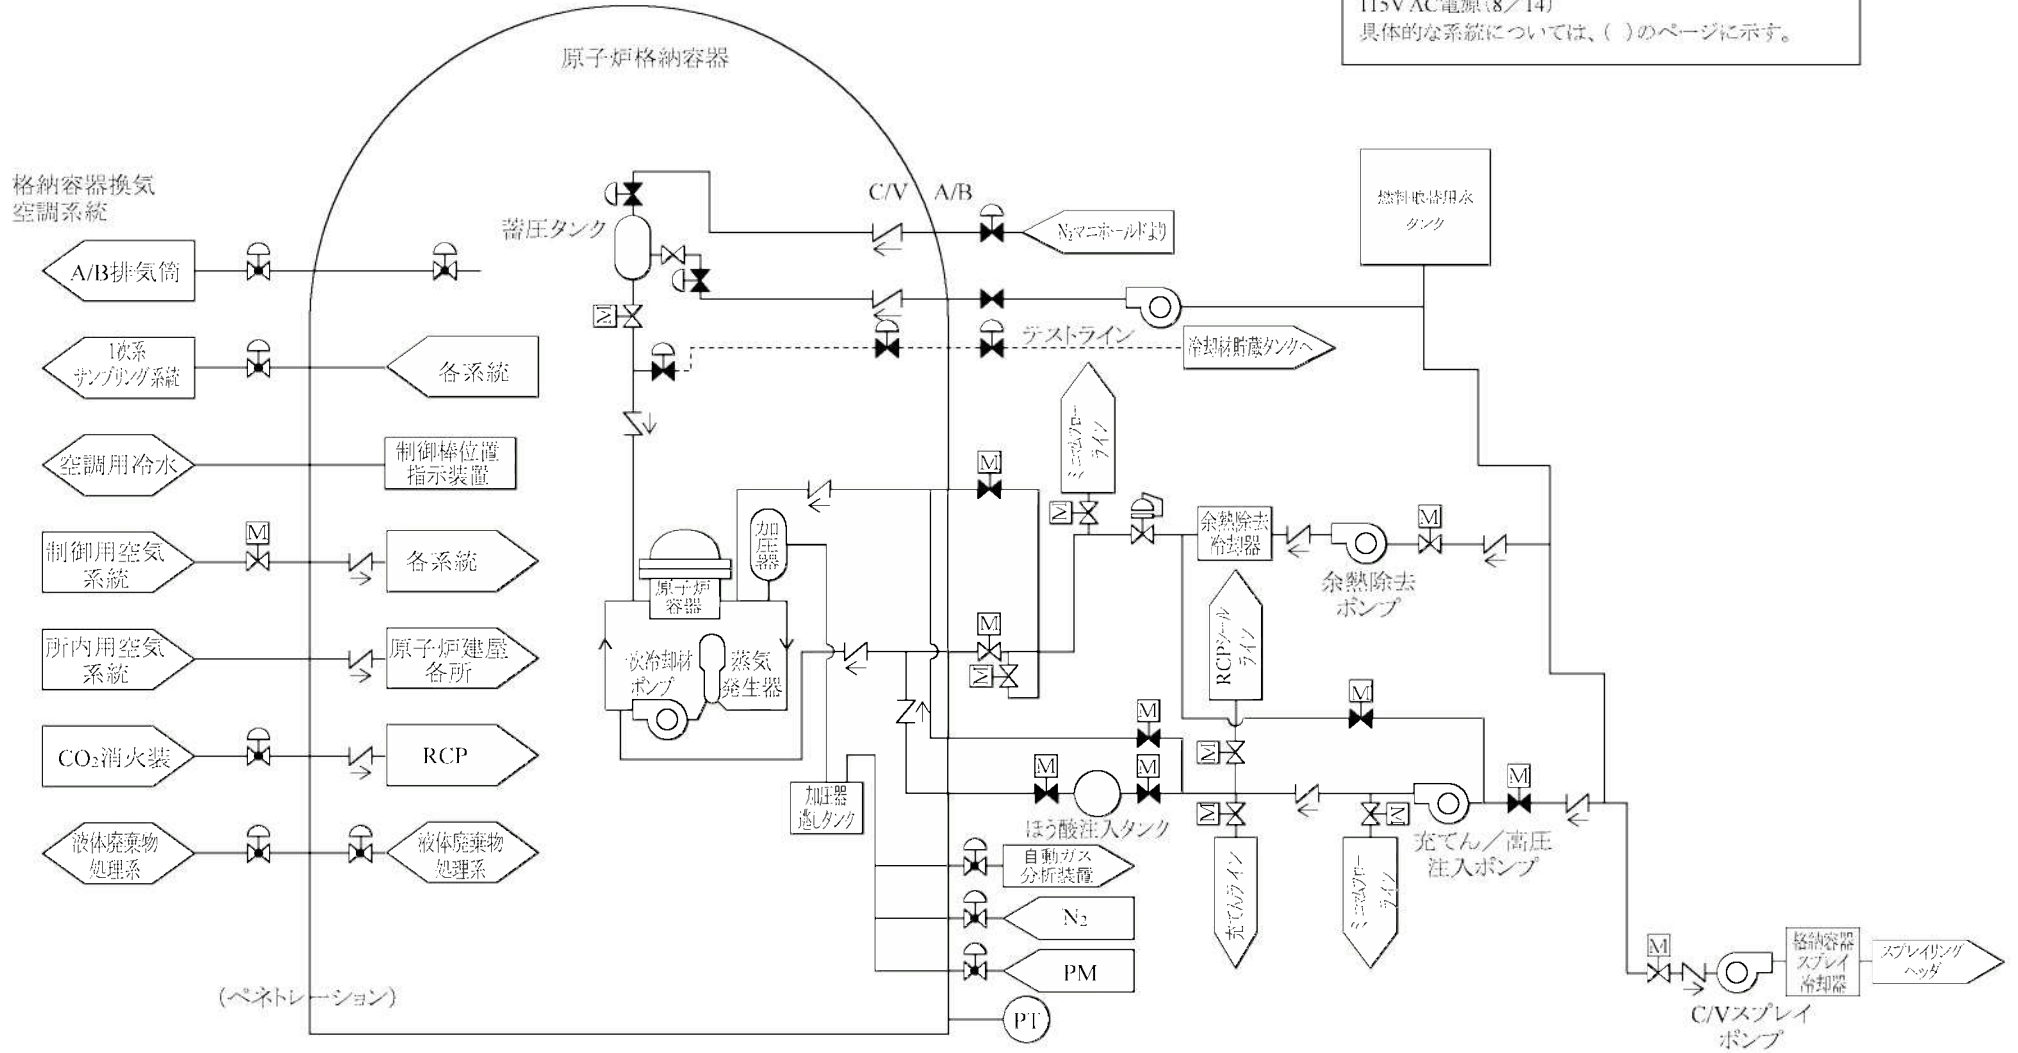 115V AC電源(8／14)
具体的な系統については、( )のページに示す。
原子炉格納容器
格納容器換気
空調系統
A/B排気筒
1次系
サンプリング系統
各系統
空調用冷水
制御棒位置
指示装置
制御用空気
系統
M
各系統
所内用空気
系統
原子炉建屋
各所
CO₂消火装
RCP
液体廃棄物
処理系
液体廃棄物
処理系
(ペネトレーション)
蓄圧タンク
C/V
A/B
N₂マニホールドより
M
テストライン
冷却材貯蔵タンクへ
燃料取替用水
タンク
ミニマムフロー
ライン
M
M
余熱除去
冷却器
M
余熱除去
ポンプ
加
圧
器
原子炉
容器
次冷却材
ポンプ
蒸気
発生器
M
M
RCPシール
ライン
M
M
M
加圧器
逃しタンク
M
M
ほう酸注入タンク
M
M
M
充てん／高圧
注入ポンプ
充てんライン
ミニマムフロー
ライン
自動ガス
分析装置
N₂
PM
PT
M
C/Vスプレイ
ポンプ
格納容器
スプレイ
冷却器
スプレイリング
ヘッダ